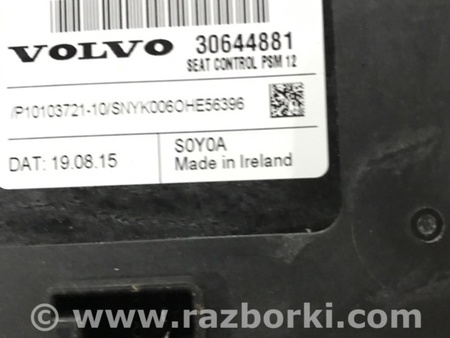 VOLVO 30644881
SEAT CONTROL PSM 12
/P10103721-10/SNYK006OHE56396
S0Y0A
DAT: 19.08.15 Made in Ireland
© www.razborki.com